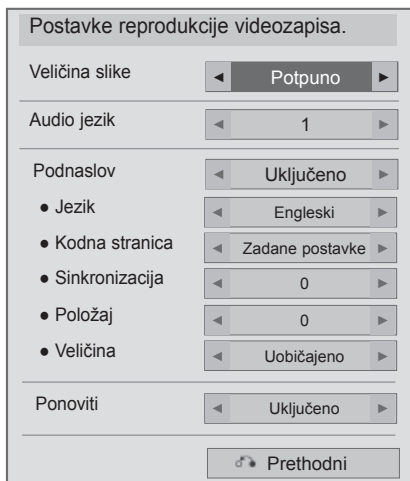 Postavke reprodukcije videozapisa.
Veličina slike ◄ Potpuno ►
Audio jezik ◄ 1 ►
Podnaslov ◄ Uključeno ►
● Jezik ◄ Engleski ►
● Kodna stranica ◄ Zadane postavke ►
● Sinkronizacija ◄ 0 ►
● Položaj ◄ 0 ►
● Veličina ◄ Uobičajeno ►
Ponoviti ◄ Uključeno ►
Prethodni